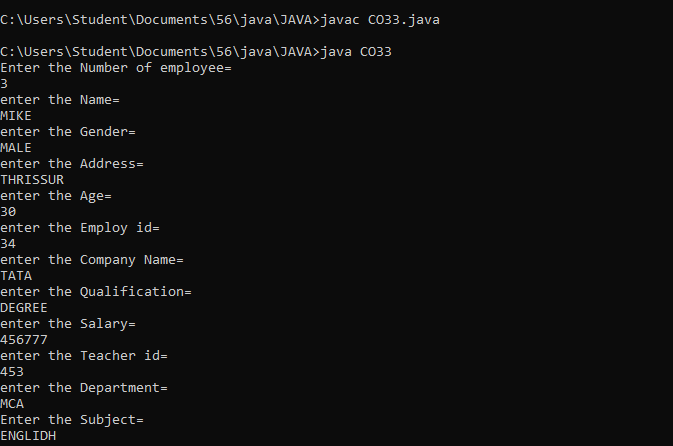 C:\Users\Student\Documents\56\java\JAVA>javac CO33.java
C:\Users\Student\Documents\56\java\JAVA>java CO33
Enter the Number of employee=
3
enter the Name=
MIKE
enter the Gender=
MALE
enter the Address=
THRISSUR
enter the Age=
30
enter the Employ id=
34
enter the Company Name=
TATA
enter the Qualification=
DEGREE
enter the Salary=
456777
enter the Teacher id=
453
enter the Department=
MCA
Enter the Subject=
ENGLIDH